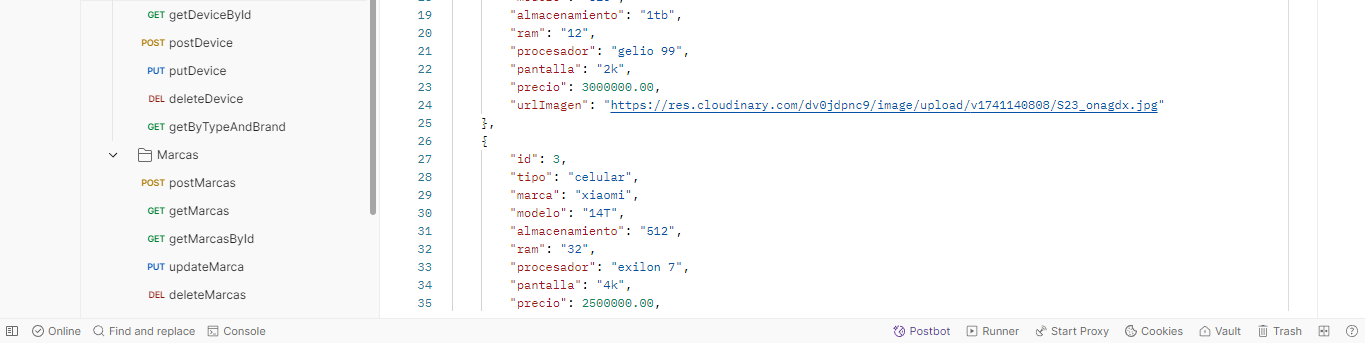 GET getDeviceById
POST postDevice
PUT putDevice
DEL deleteDevice
GET getByTypeAndBrand
Marcas
POST postMarcas
GET getMarcas
GET getMarcasById
PUT updateMarca
DEL deleteMarcas
19 "almacenamiento": "1tb",
20 "ram": "12",
21 "procesador": "gelio 99",
22 "pantalla": "2k",
23 "precio": 3000000.00,
24 "urlImagen": "https://res.cloudinary.com/dv0jdpnc9/image/upload/v1741140808/S23_onagdx.jpg"
25 },
26 {
27 "id": 3,
28 "tipo": "celular",
29 "marca": "xiaomi",
30 "modelo": "14T",
31 "almacenamiento": "512",
32 "ram": "32",
33 "procesador": "exilon 7",
34 "pantalla": "4k",
35 "precio": 2500000.00,
Online Find and replace Console Postbot Runner Start Proxy Cookies Vault Trash